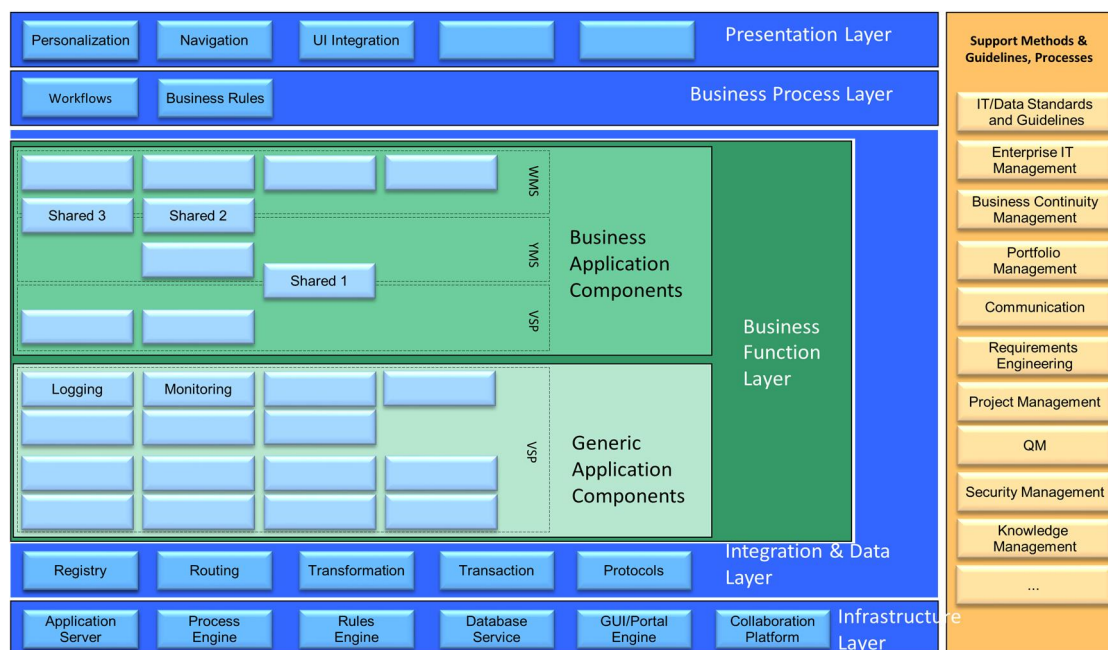 Personalization
Navigation
UI Integration
Presentation Layer
Workflows
Business Rules
Business Process Layer
WMS
Shared 3
Shared 2
YMS
Shared 1
VSP
Business
Application
Components
Logging
Monitoring
VSP
Generic
Application
Components
Business
Function
Layer
Registry
Routing
Transformation
Transaction
Protocols
Integration & Data
Layer
Application
Server
Process
Engine
Rules
Engine
Database
Service
GUI/Portal
Engine
Collaboration
Platform
Infrastructure
Layer
Support Methods &
Guidelines, Processes
IT/Data Standards
and Guidelines
Enterprise IT
Management
Business Continuity
Management
Portfolio
Management
Communication
Requirements
Engineering
Project Management
QM
Security Management
Knowledge
Management
...